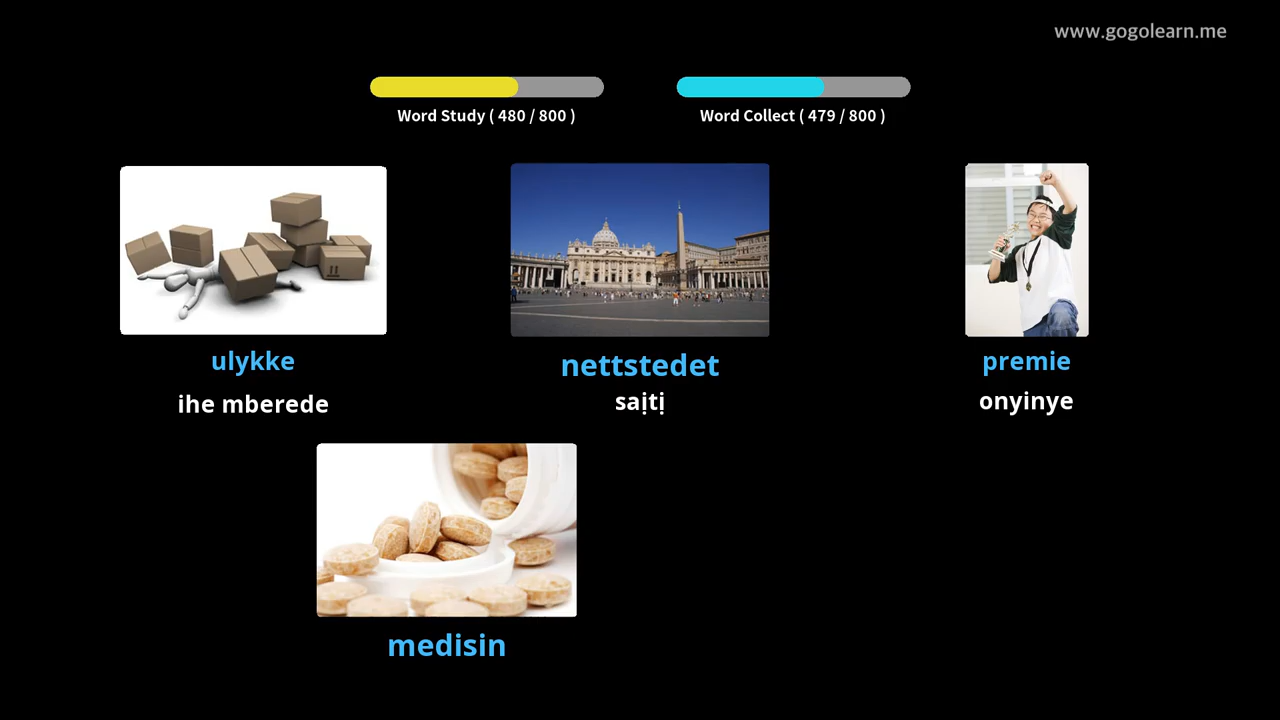 www.gogolearn.me
Word Study ( 480 / 800 )
Word Collect ( 479 / 800 )
ulykke
nettstedet
premie
ihe mberede
saịtị
onyinye
medisin